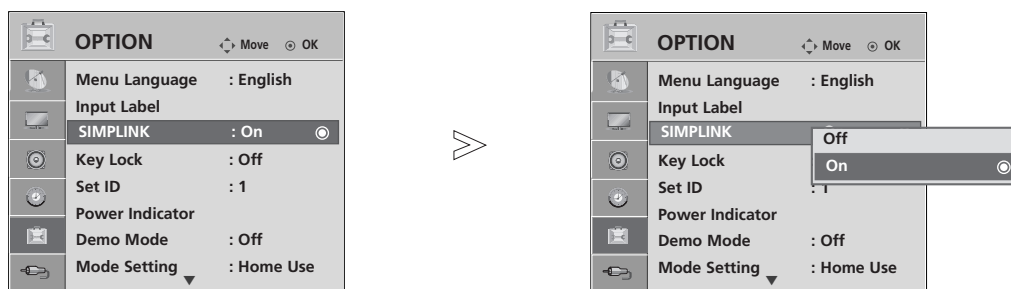 OPTION Move OK
Menu Language : English
Input Label
SIMPLINK : On
Key Lock : Off
Set ID : 1
Power Indicator
Demo Mode : Off
Mode Setting : Home Use
OPTION Move OK
Menu Language : English
Input Label
SIMPLINK
Off
Key Lock
On
Set ID : 1
Power Indicator
Demo Mode : Off
Mode Setting : Home Use